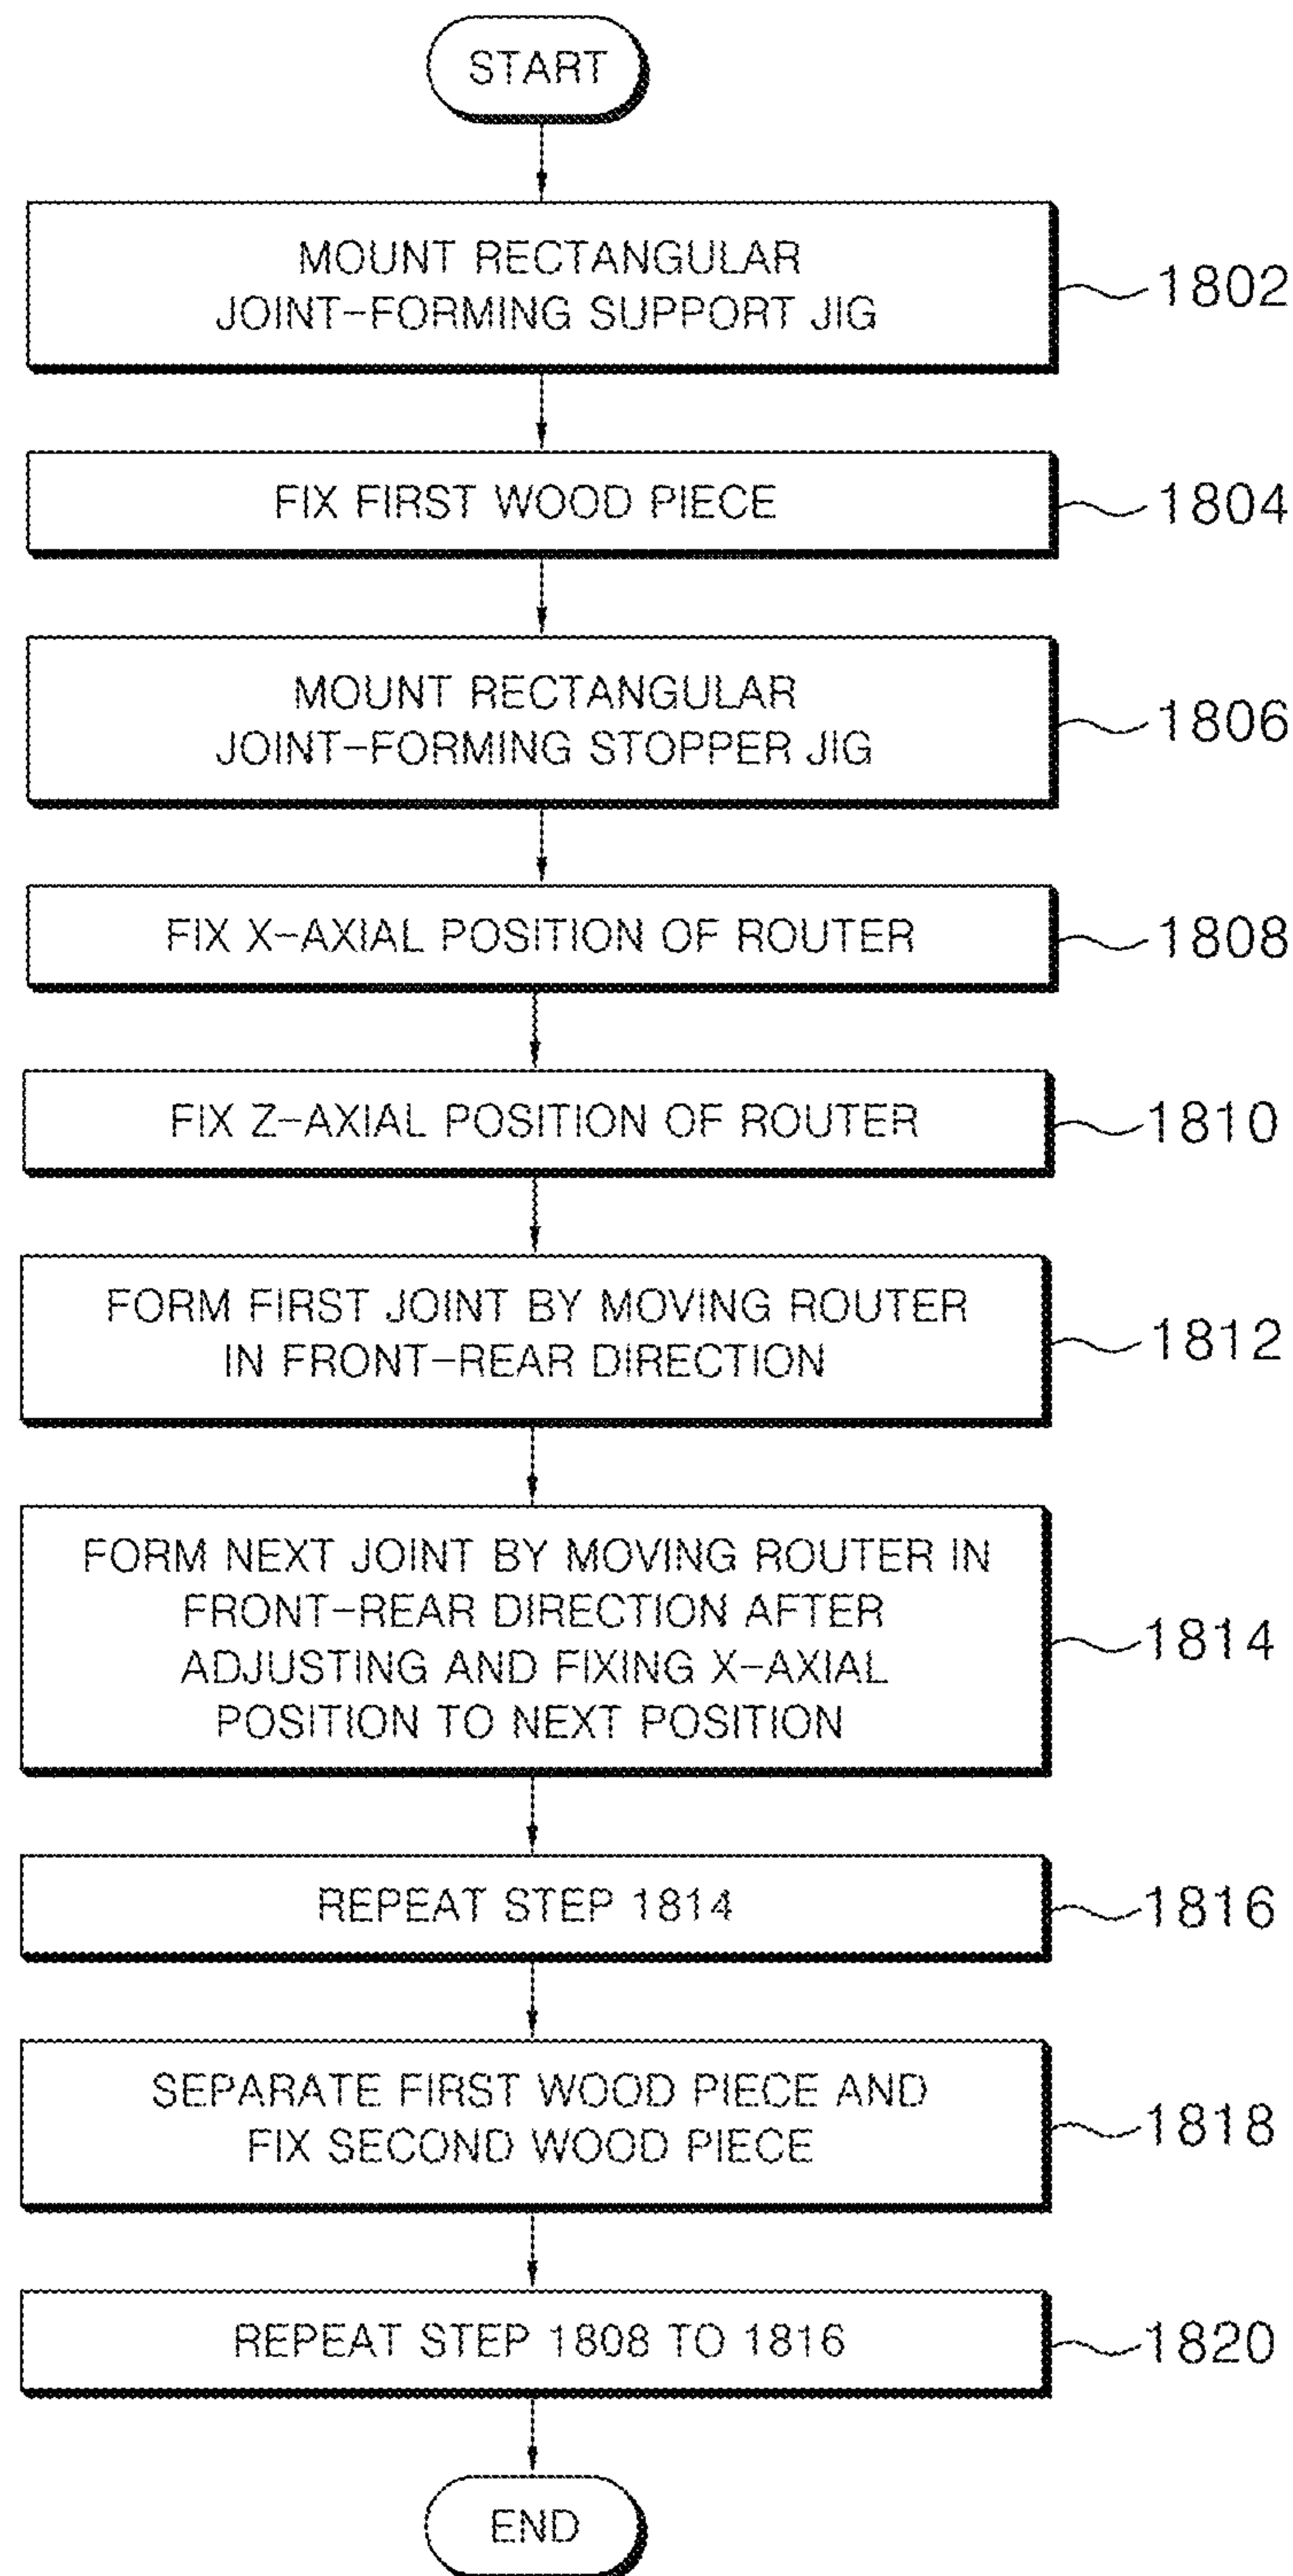 START
MOUNT RECTANGULAR
JOINT-FORMING SUPPORT JIG
1802
FIX FIRST WOOD PIECE
1804
MOUNT RECTANGULAR
JOINT-FORMING STOPPER JIG
1806
FIX X-AXIAL POSITION OF ROUTER
1808
FIX Z-AXIAL POSITION OF ROUTER
1810
FORM FIRST JOINT BY MOVING ROUTER
IN FRONT-REAR DIRECTION
1812
FORM NEXT JOINT BY MOVING ROUTER IN
FRONT-REAR DIRECTION AFTER
ADJUSTING AND FIXING X-AXIAL
POSITION TO NEXT POSITION
1814
REPEAT STEP 1814
1816
SEPARATE FIRST WOOD PIECE AND
FIX SECOND WOOD PIECE
1818
REPEAT STEP 1808 TO 1816
1820
END